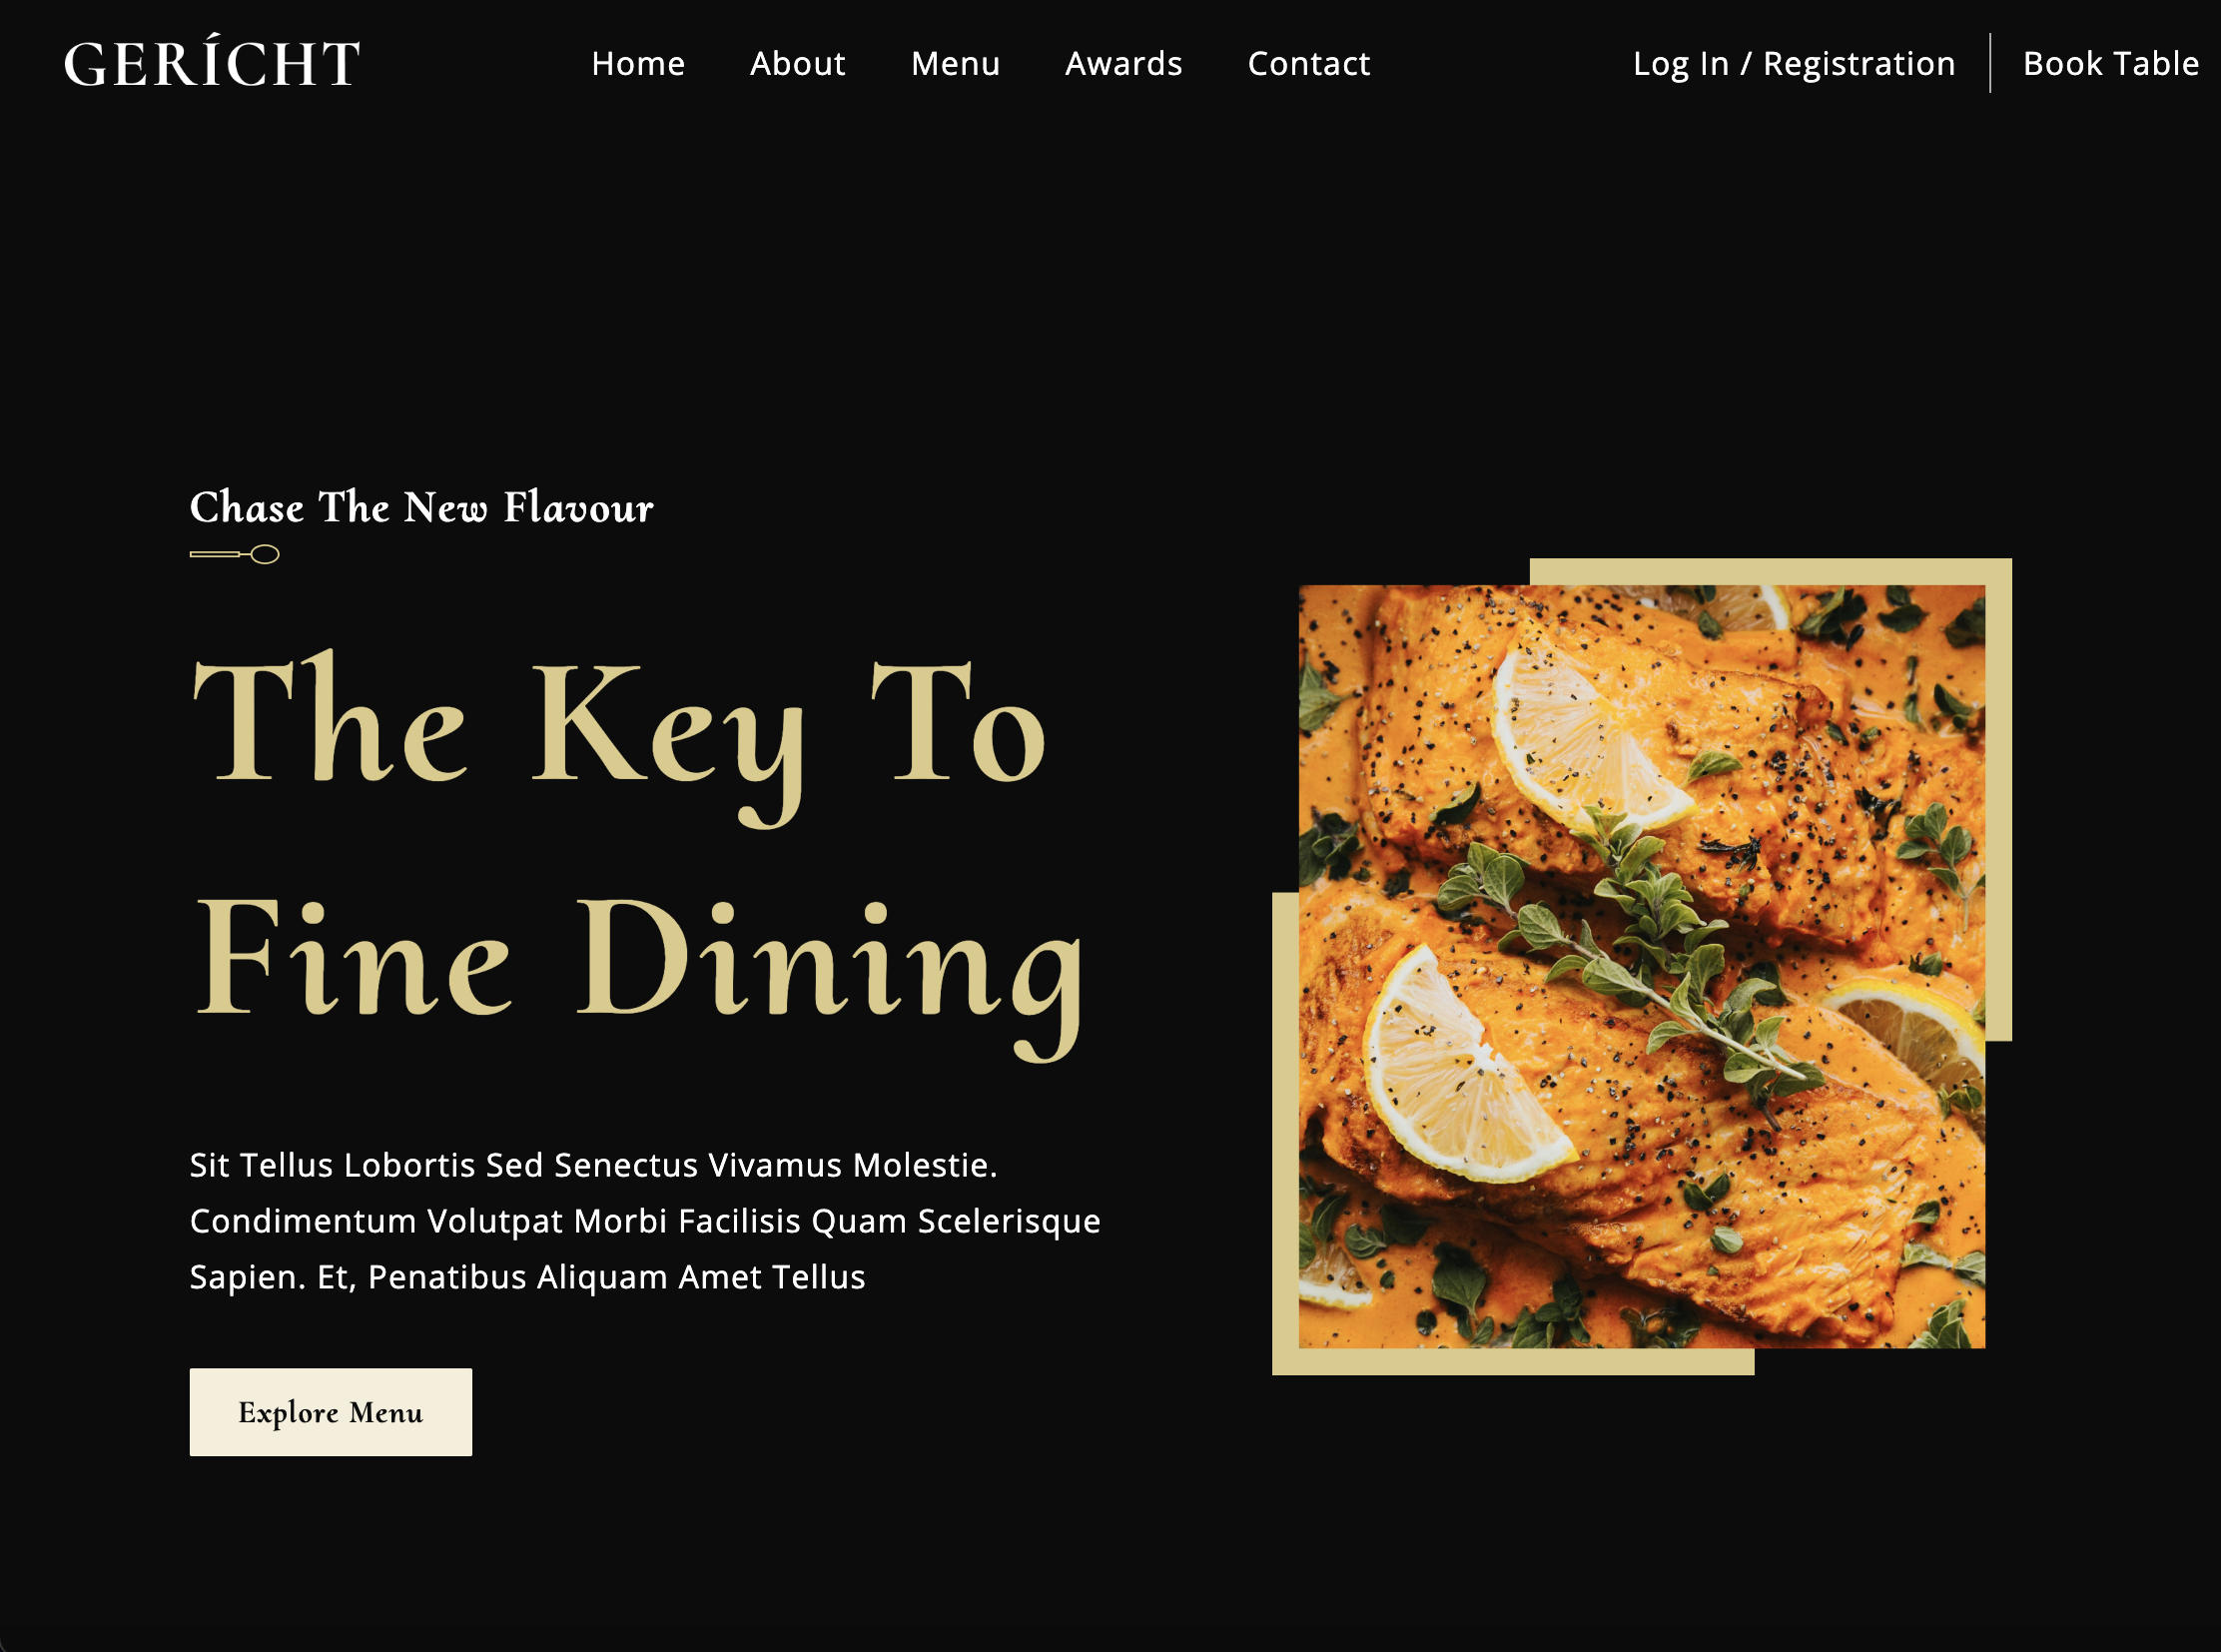 GERÍCHT
Home About Menu Awards Contact
Log In / Registration Book Table
Chase The New Flavour
The Key To
Fine Dining
Sit Tellus Lobortis Sed Senectus Vivamus Molestie.
Condimentum Volutpat Morbi Facilisis Quam Scelerisque
Sapien. Et, Penatibus Aliquam Amet Tellus
Explore Menu